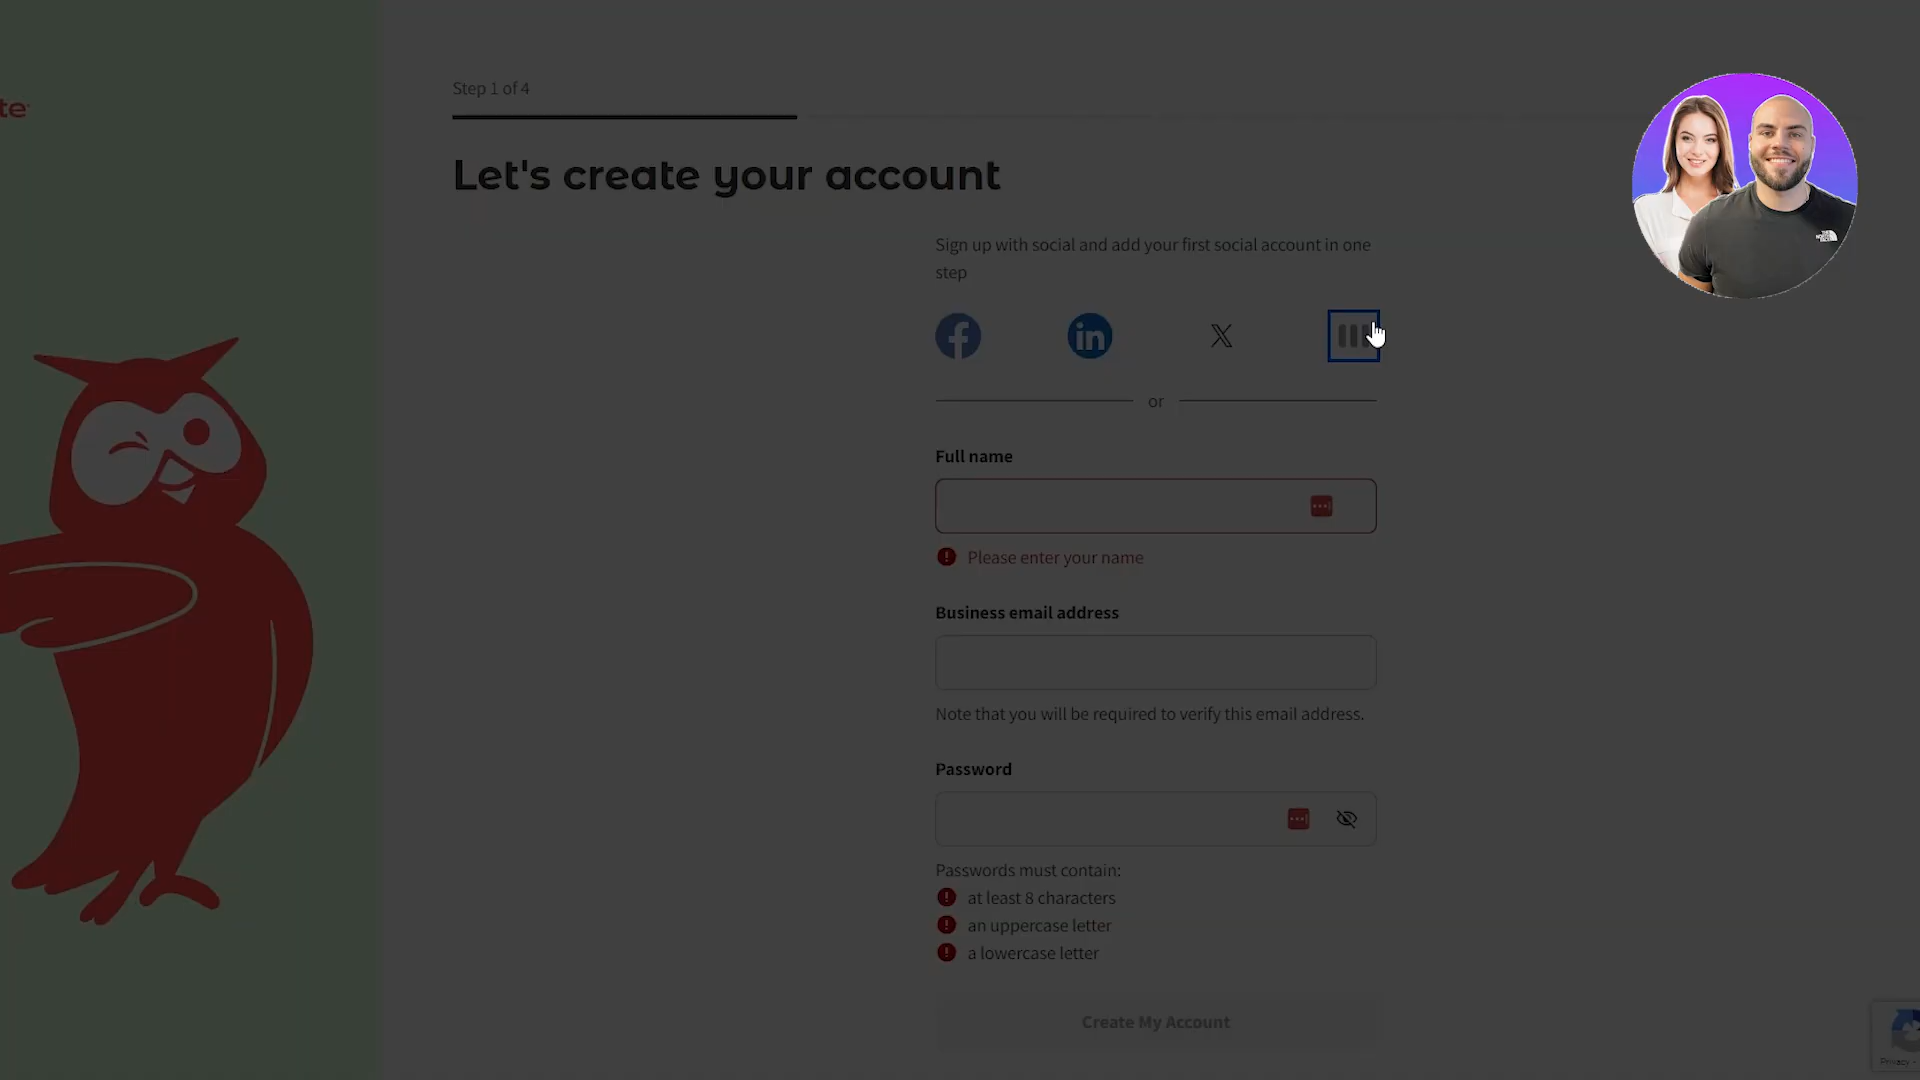 te
Step 1 of 4
Let's create your account
Sign up with social and add your first social account in one
step
or
Full name
Please enter your name
Business email address
Note that you will be required to verify this email address.
Password
Passwords must contain:
at least 8 characters
an uppercase letter
a lowercase letter
Create My Account
Privacy -